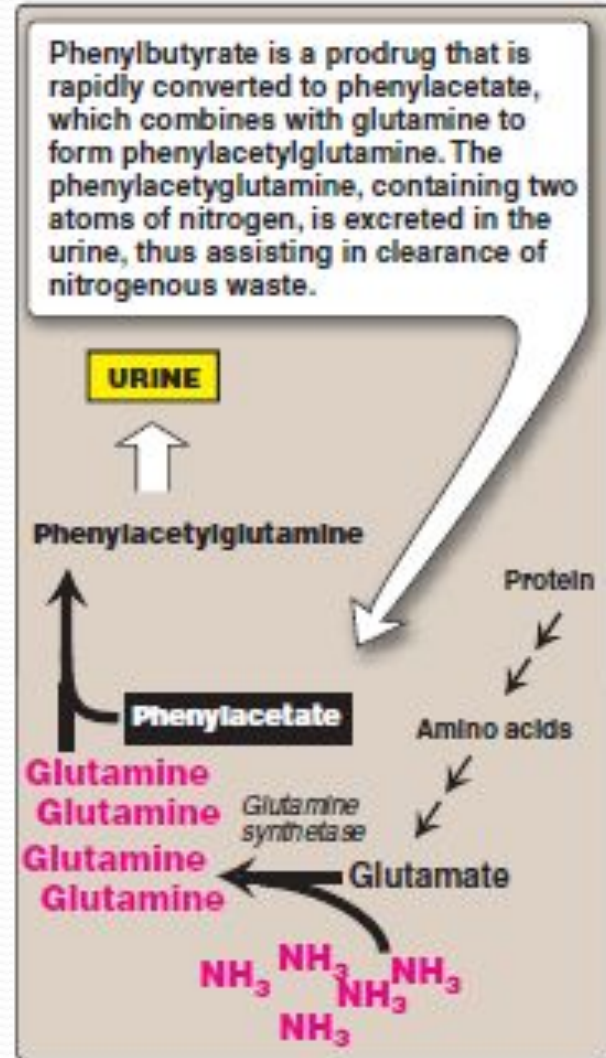 Phenylbutyrate is a prodrug that is
rapidly converted to phenylacetate,
which combines with glutamine to
form phenylacetylglutamine. The
phenylacetyglutamine, containing two
atoms of nitrogen, is excreted in the
urine, thus assisting in clearance of
nitrogenous waste.
URINE
Phenylacetylglutamine
Protein
Phenylacetate
Amino acids
Glutamine
Glutamine
Glutamine
synthetase
Glutamine
Glutamate
Glutamine
NH3
NH3
NH3
NH3
NH3